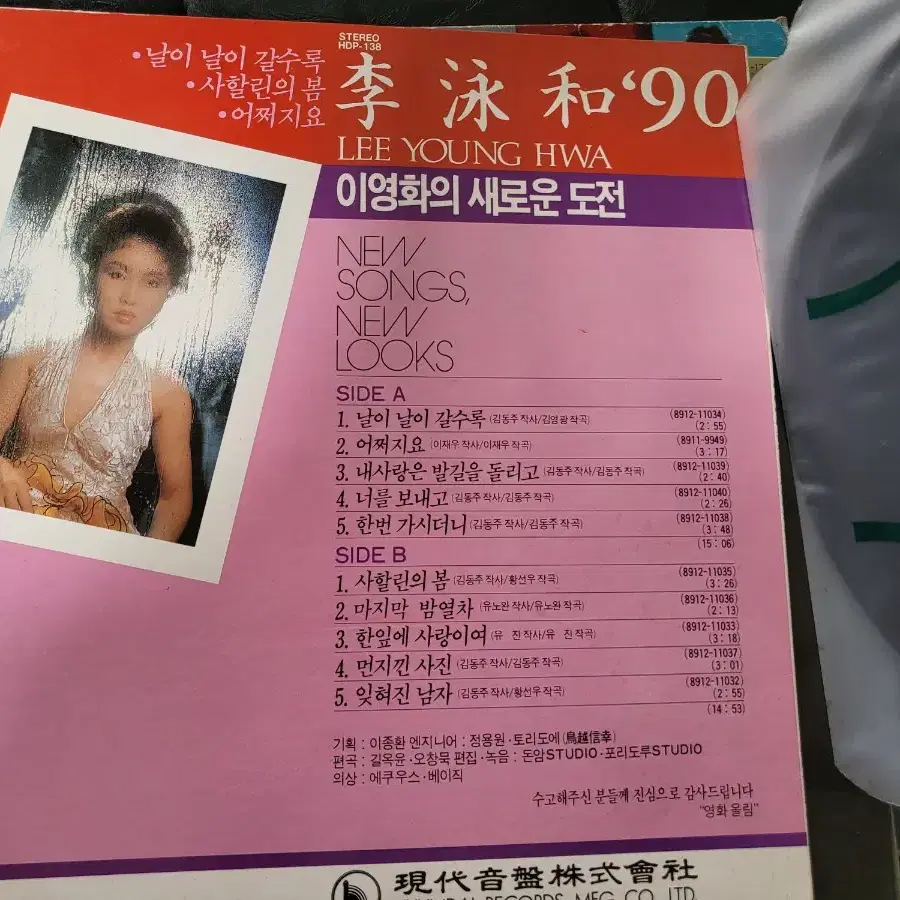 STEREO
HDP-138
•날이 날이 갈수록
•사할린의 봄
•어쩌지요
李泳和 '90
LEE YOUNG HWA
이영화의 새로운 도전
NEW
SONGS,
NEW
LOOKS
SIDE A
1. 날이 날이 갈수록 (김동주 작사/김영광 작곡) (8912-11034)
(2:55)
2. 어쩌지요 (이재우 작사/이재우 작곡) (8911-9949)
(3:17)
3. 내사랑은 발길을 돌리고 (김동주 작사/김동주 작곡) (8912-11039)
(2:40)
4. 너를 보내고 (김동주 작사/김동주 작곡) (8912-11040)
(2:26)
5. 한번 가시더니 (김동주 작사/김동주 작곡) (8912-11038)
(3:48)
(15:06)
SIDE B
1. 사할린의 봄 (김동주 작사/황선우 작곡) (8912-11035)
(3:26)
2. 마지막 밤열차 (유노완 작사/유노완 작곡) (8912-11036)
(2:13)
3. 한잎에 사랑이여 (유 진 작사/유 진 작곡) (8912-11033)
(3:18)
4. 먼지낀 사진 (김동주 작사/김동주 작곡) (8912-11037)
(3:01)
5. 잊혀진 남자 (김동주 작사/황선우 작곡) (8912-11032)
(2:55)
(14:53)
기획 : 이종환 엔지니어 : 정용원·토리도에 (鳥越信幸)
편곡 : 길옥윤·오창묵 편집·녹음 : 돈암STUDIO·포리도루STUDIO
의상 : 에쿠우스·베이직
수고해주신 분들께 진심으로 감사드립니다
"영화 올림"
現代音盤株式會社
RECORDS MFG CO. LTD.